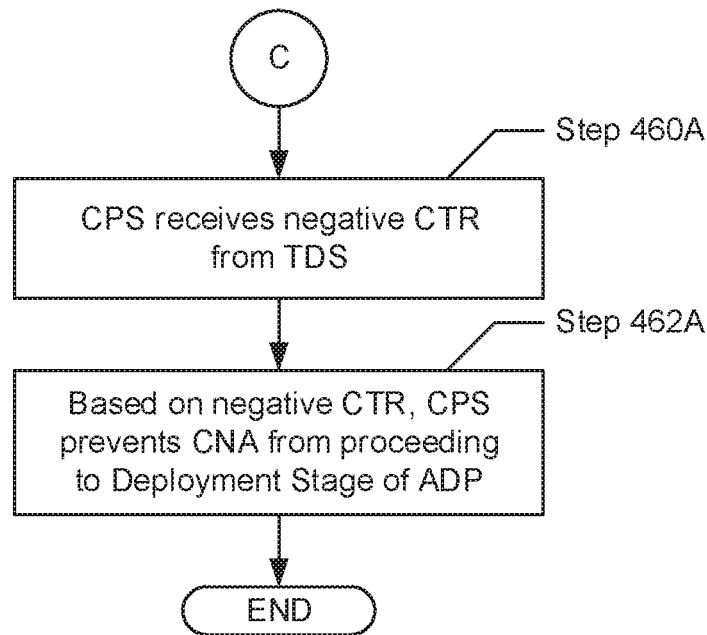 C
Step 460A
CPS receives negative CTR
from TDS
Step 462A
Based on negative CTR, CPS
prevents CNA from proceeding
to Deployment Stage of ADP
END